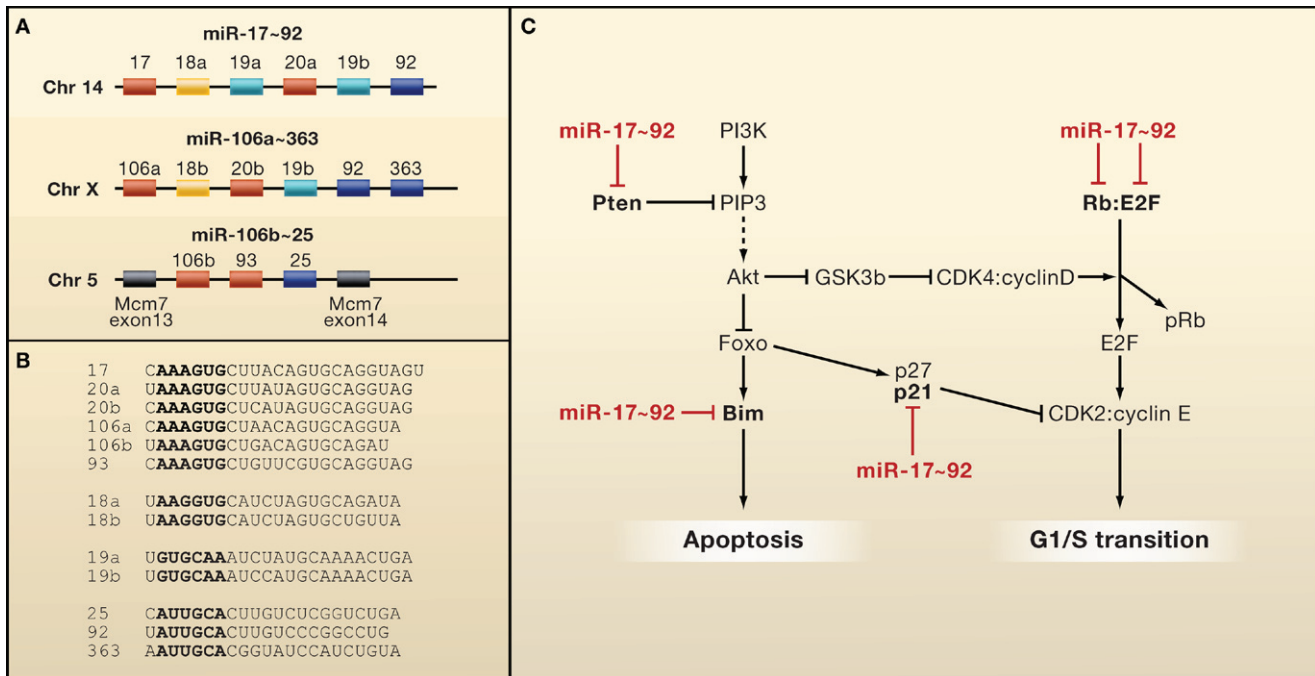 A
miR-17~92
17 18a 19a 20a 19b 92
Chr 14
miR-106a~363
106a 18b 20b 19b 92 363
Chr X
miR-106b~25
106b 93 25
Chr 5
Mcm7 exon13
Mcm7 exon14
B
17 CAAAGUGCUUACAGUGCAGGUAGU
20a UAAAGUGCUUAUAGUGCAGGUAG
20b CAAAGUGCUCAUAGUGCAGGUAG
106a CAAAGUGCUAACAGUGCAGGUA
106b UAAAGUGCUGACAGUGCAGAU
93 CAAAGUGCUGUUCGUGCAGGUAG
18a UAAGGUGCAUCUAGUGCAGAUA
18b UAAGGUGCAUCUAGUGCUGUUA
19a UGUGCAAAUCUAUGCAAAACUGA
19b UGUGCAAAUCCAUGCAAAACUGA
25 CAUUGCACUUGUCUCGGUCUGA
92 UAUUGCACUUGUCCCGGCCUG
363 AAUUGCACGGUAUCCAUCUGUA
C
miR-17~92 PI3K miR-17~92
Pten PIP3 Rb:E2F
Akt GSK3b CDK4:cyclinD
pRb
Foxo E2F
p27
p21
miR-17~92 Bim CDK2:cyclin E
miR-17~92
Apoptosis G1/S transition